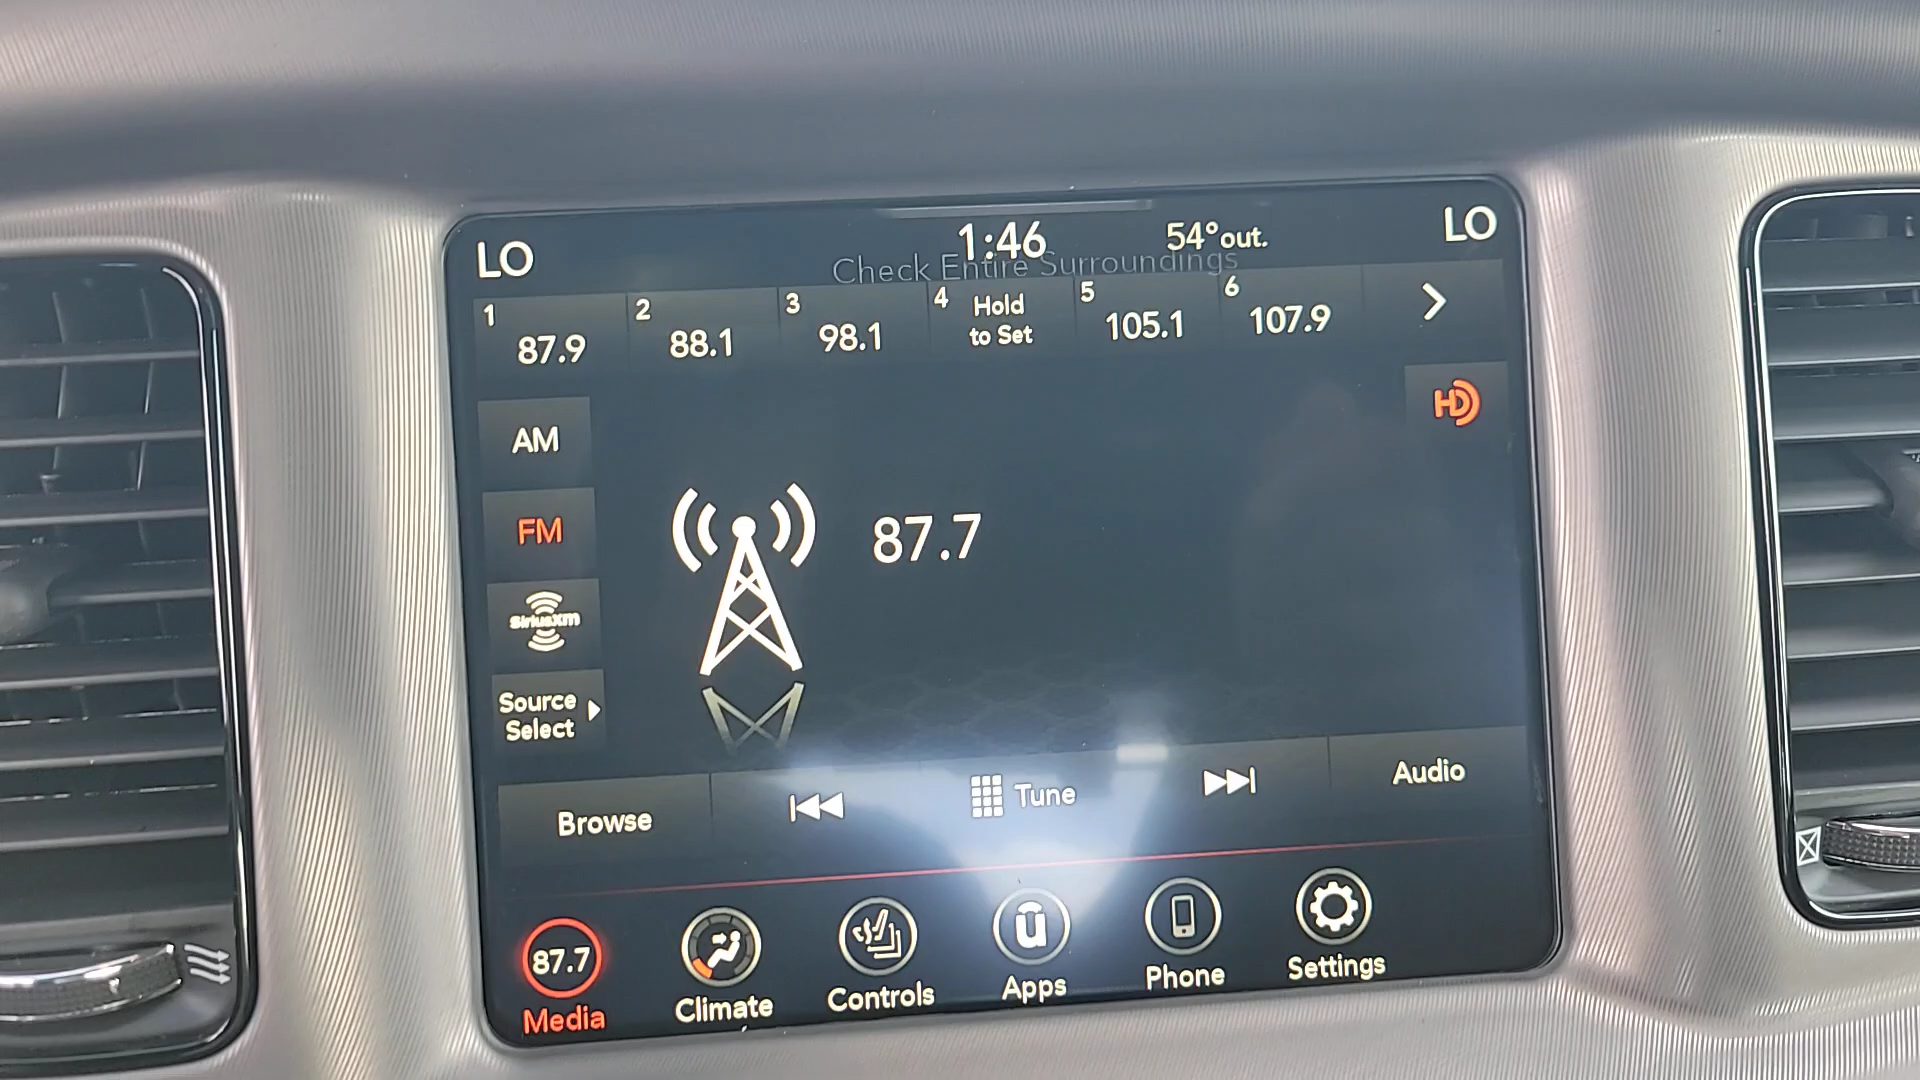 LO 1:46 54°out. LO
Check Entire Surroundings
1 87.9 2 88.1 3 98.1 4 Hold to Set 5 105.1 6 107.9
HD
AM
FM
87.7
SiriusXm
Source
Select
Browse Tune Audio
87.7 u
Media Climate Controls Apps Phone Settings